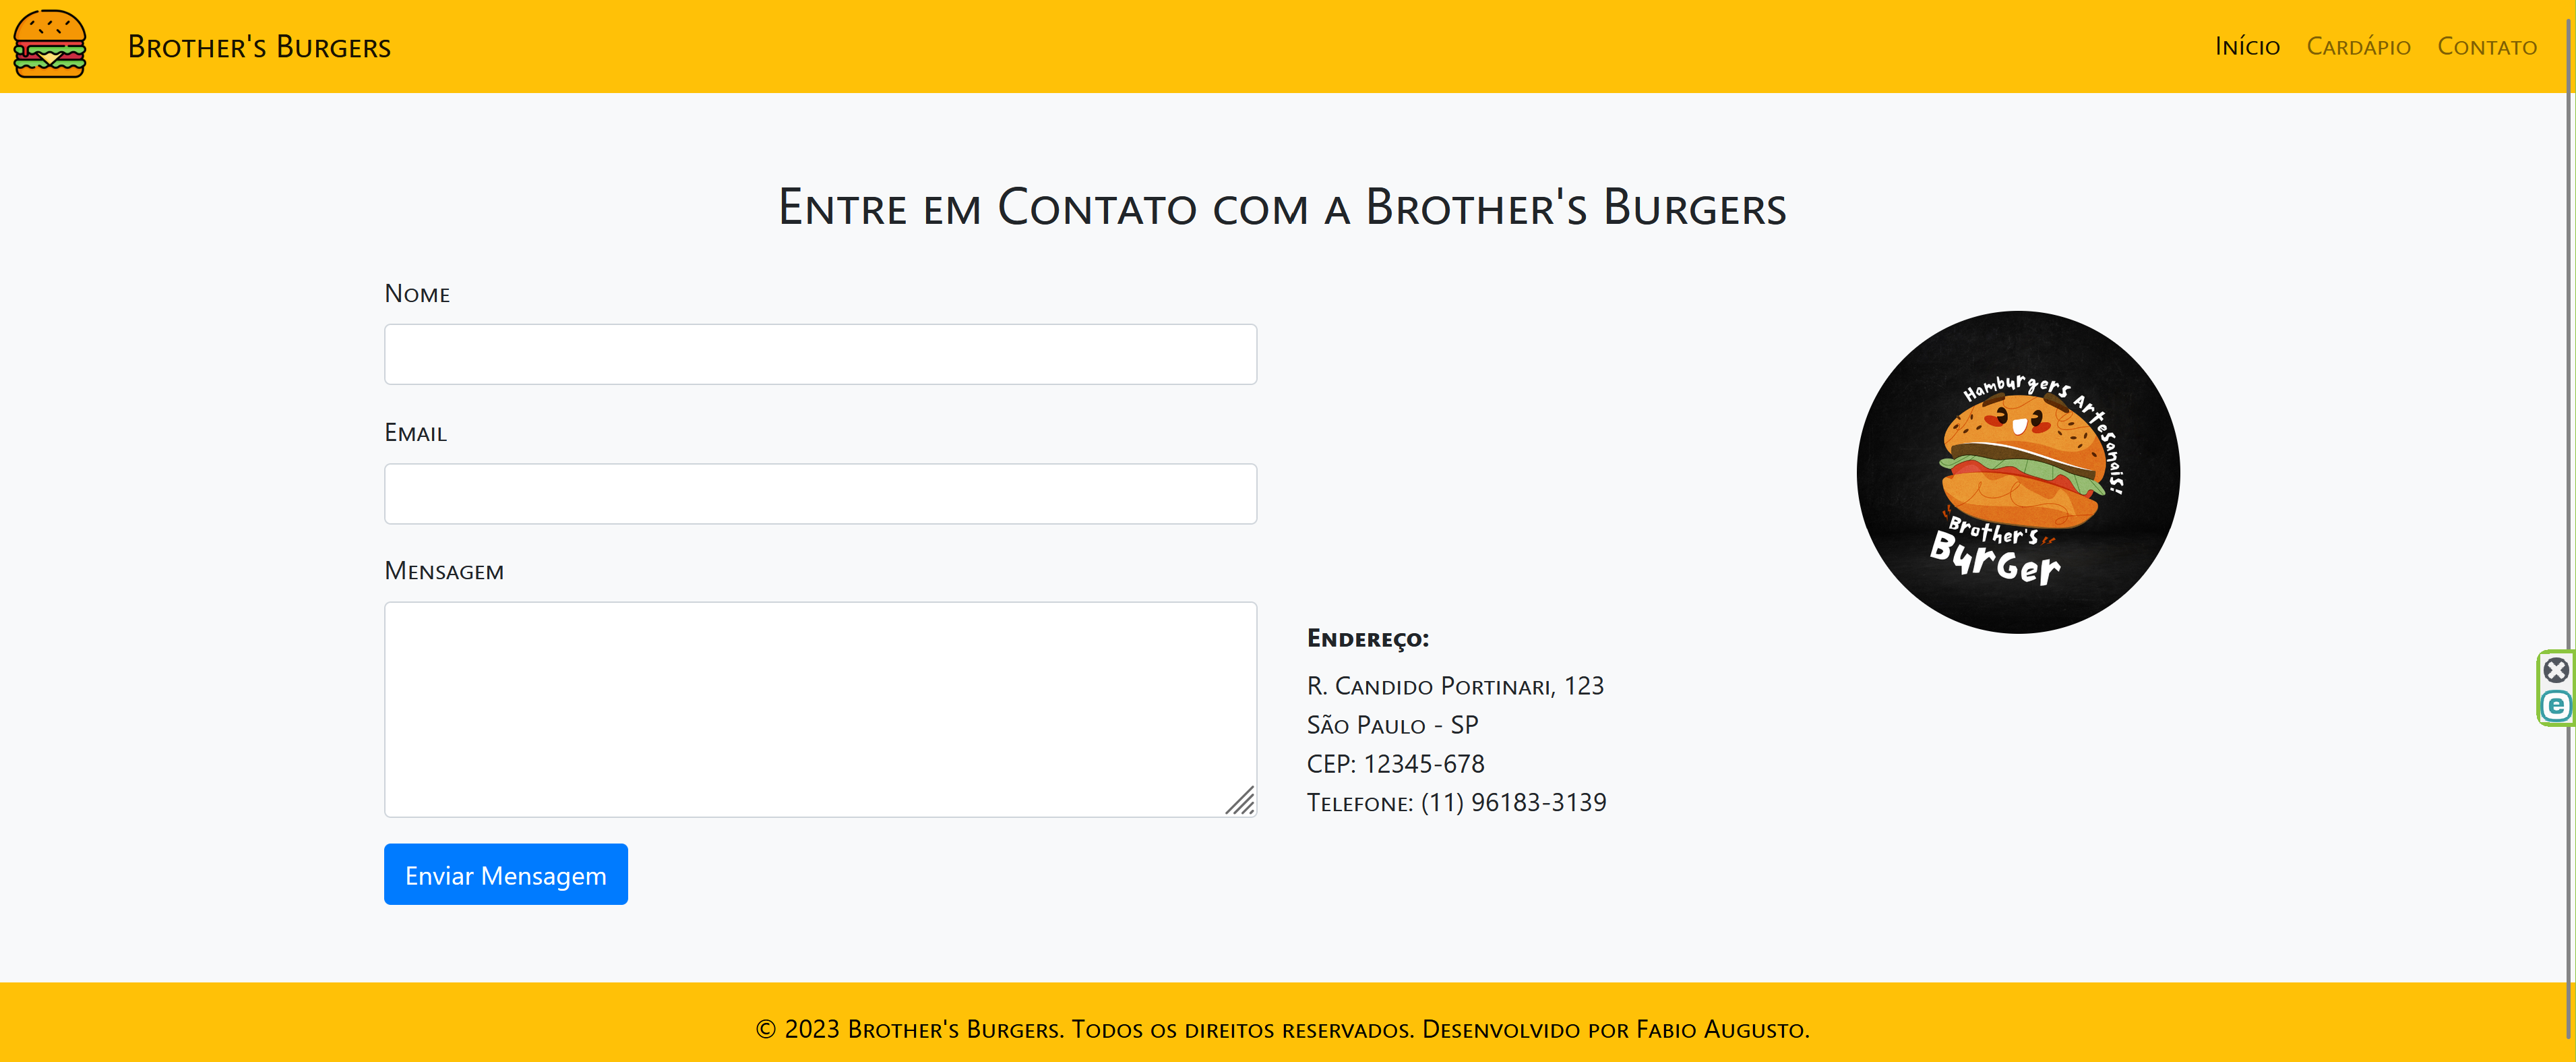 Brother's Burgers
Início Cardápio Contato
Entre em Contato com a Brother's Burgers
Nome
Email
Mensagem
Enviar Mensagem
Hamburgers Artesanais!
Brother's
Burger
Endereço:
R. Candido Portinari, 123
São Paulo - SP
CEP: 12345-678
Telefone: (11) 96183-3139
e
© 2023 Brother's Burgers. Todos os direitos reservados. Desenvolvido por Fabio Augusto.